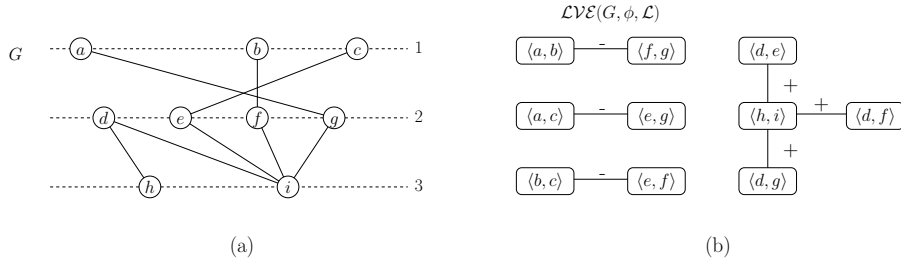 G
a
b
c
1
d
e
f
g
2
h
i
3
(a)
LVE(G, ϕ, L)
⟨a, b⟩ - ⟨f, g⟩
⟨d, e⟩
+
⟨a, c⟩ - ⟨e, g⟩
⟨h, i⟩ + ⟨d, f⟩
+
⟨b, c⟩ - ⟨e, f⟩
⟨d, g⟩
(b)